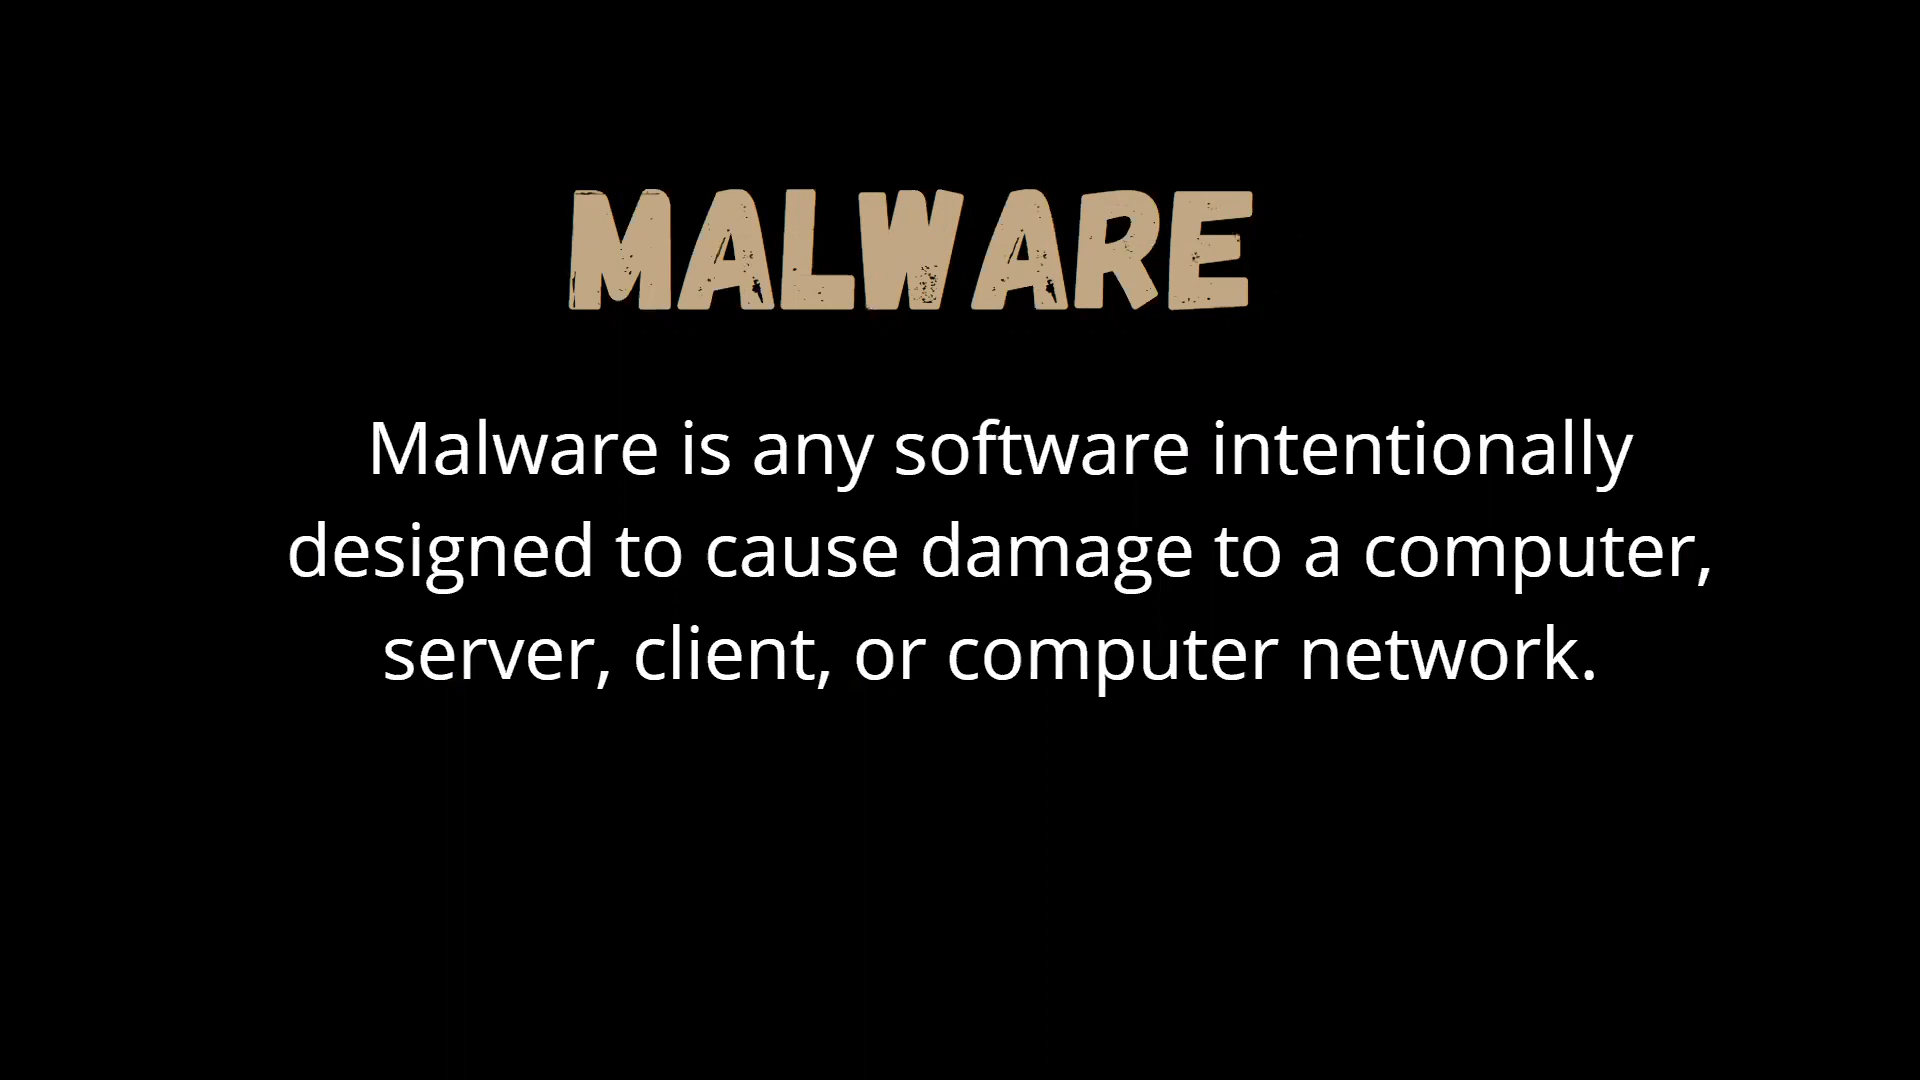 MALWARE
Malware is any software intentionally
designed to cause damage to a computer,
server, client, or computer network.